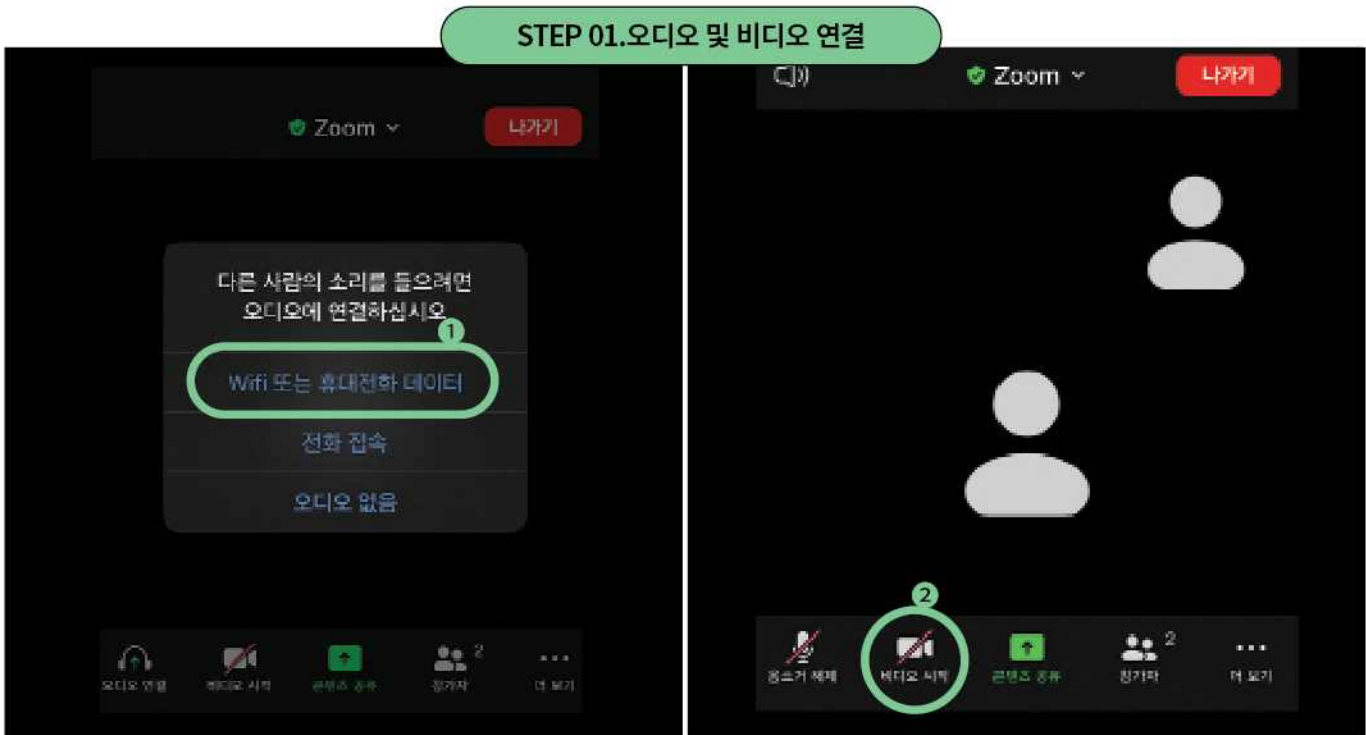 STEP 01.오디오 및 비디오 연결
Zoom
나가기
다른 사람의 소리를 들으려면
오디오에 연결하십시오
1
Wifi 또는 휴대전화 데이터
전화 접속
오디오 없음
오디오 연결
비디오 시작
콘텐츠 공유
2
참가자
더 보기
Zoom
나가기
2
음소거 해제
비디오 시작
콘텐츠 공유
2
참가자
더 보기